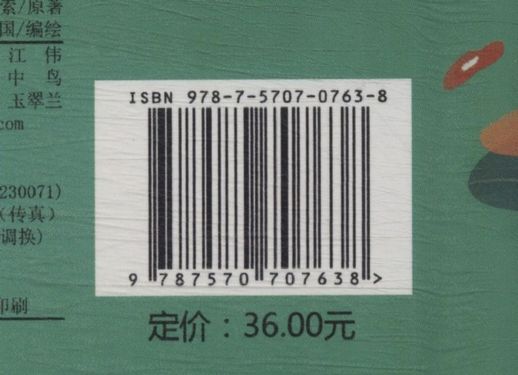 索/原著
国/编绘
江 伟
中 鸟
玉翠兰
com
230071)
(传真)
调换)
印刷
ISBN 978-7-5707-0763-8
9 787570 707638 >
定价：36.00元